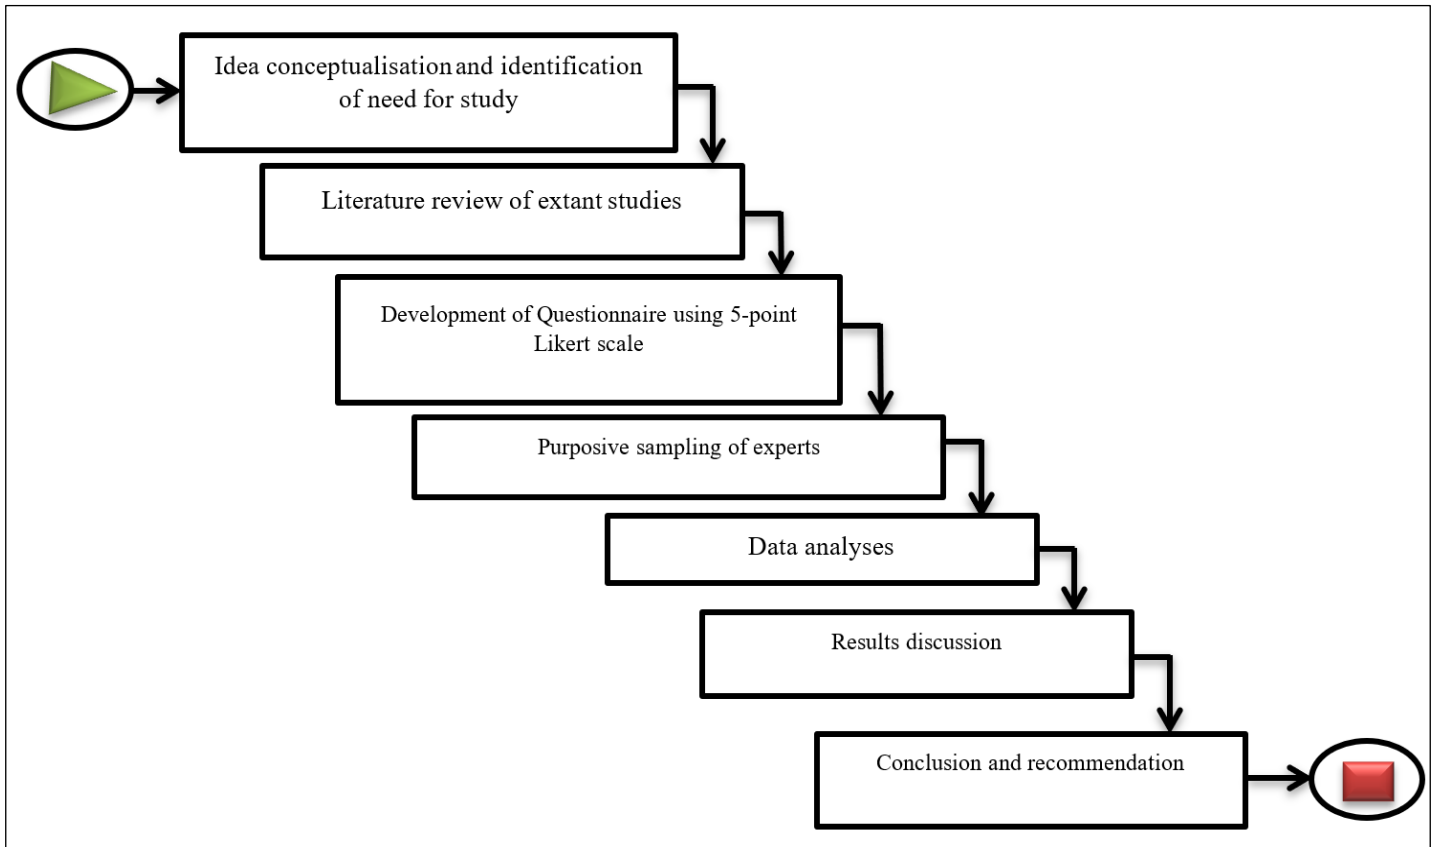 Idea conceptualisation and identification
of need for study
Literature review of extant studies
Development of Questionnaire using 5-point
Likert scale
Purposive sampling of experts
Data analyses
Results discussion
Conclusion and recommendation